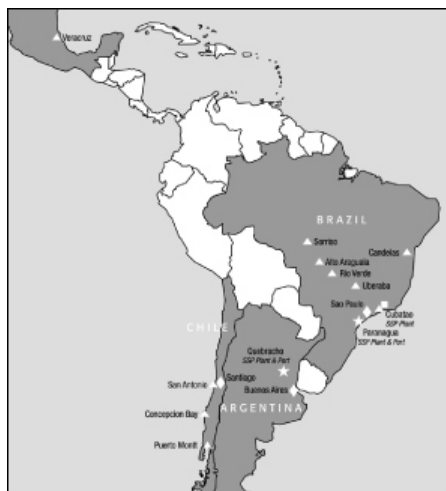 Veracruz
BRAZIL
Sorriso
Candeias
Alto Araguaia
Rio Verde
Uberaba
Sao Paulo
Cubatao
SSP Plant
Paranagua
SSP Plant & Port
CHILE
Quebracho
SSP Plant & Port
San Antonio
Santiago
Buenos Aires
ARGENTINA
Concepcion Bay
Puerto Montt